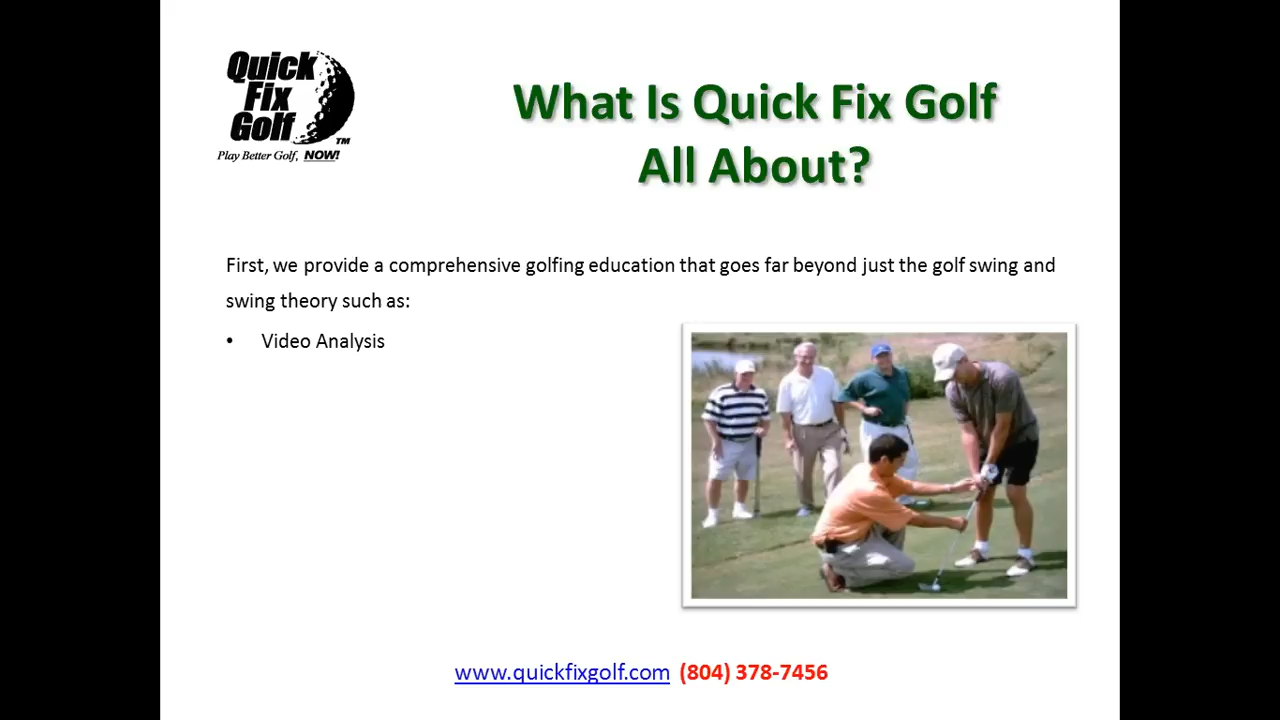 Quick
Fix
Golf
TM
Play Better Golf, NOW!
What Is Quick Fix Golf
All About?
First, we provide a comprehensive golfing education that goes far beyond just the golf swing and
swing theory such as:
• Video Analysis
www.quickfixgolf.com (804) 378-7456